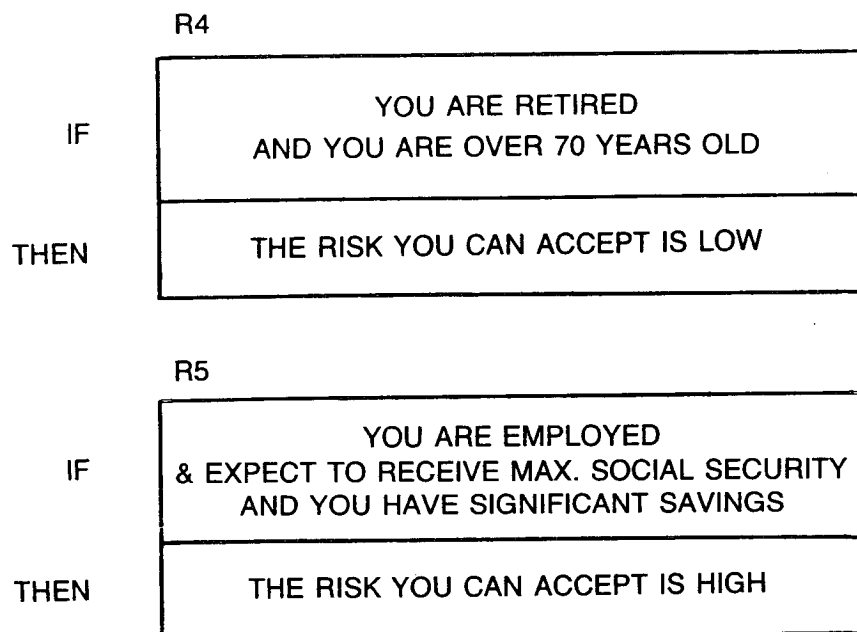 R4
IF
YOU ARE RETIRED
AND YOU ARE OVER 70 YEARS OLD
THEN
THE RISK YOU CAN ACCEPT IS LOW
R5
IF
YOU ARE EMPLOYED
& EXPECT TO RECEIVE MAX. SOCIAL SECURITY
AND YOU HAVE SIGNIFICANT SAVINGS
THEN
THE RISK YOU CAN ACCEPT IS HIGH